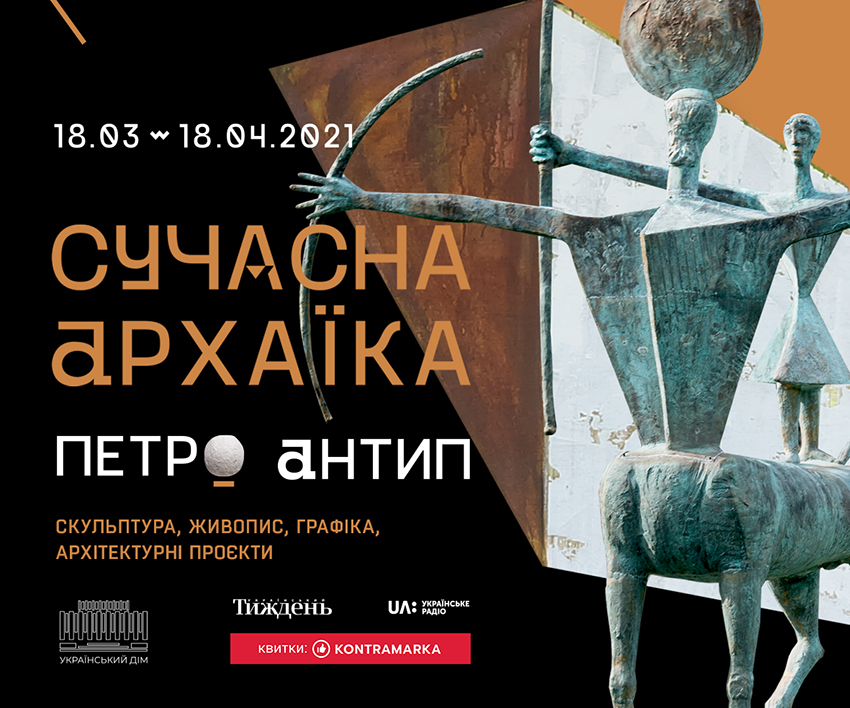 18.03 ~ 18.04.2021
СУЧАСНА
аРХАЇКА
ПЕТРО аНТИП
СКУЛЬПТУРА, ЖИВОПИС, ГРАФІКА,
АРХІТЕКТУРНІ ПРОЄКТИ
УКРАЇНСЬКИЙ
Тиждень
UA: УКРАЇНСЬКЕ
РАДІО
УКРАЇНСЬКИЙ ДІМ
КВИТКИ: KONTRAMARKA